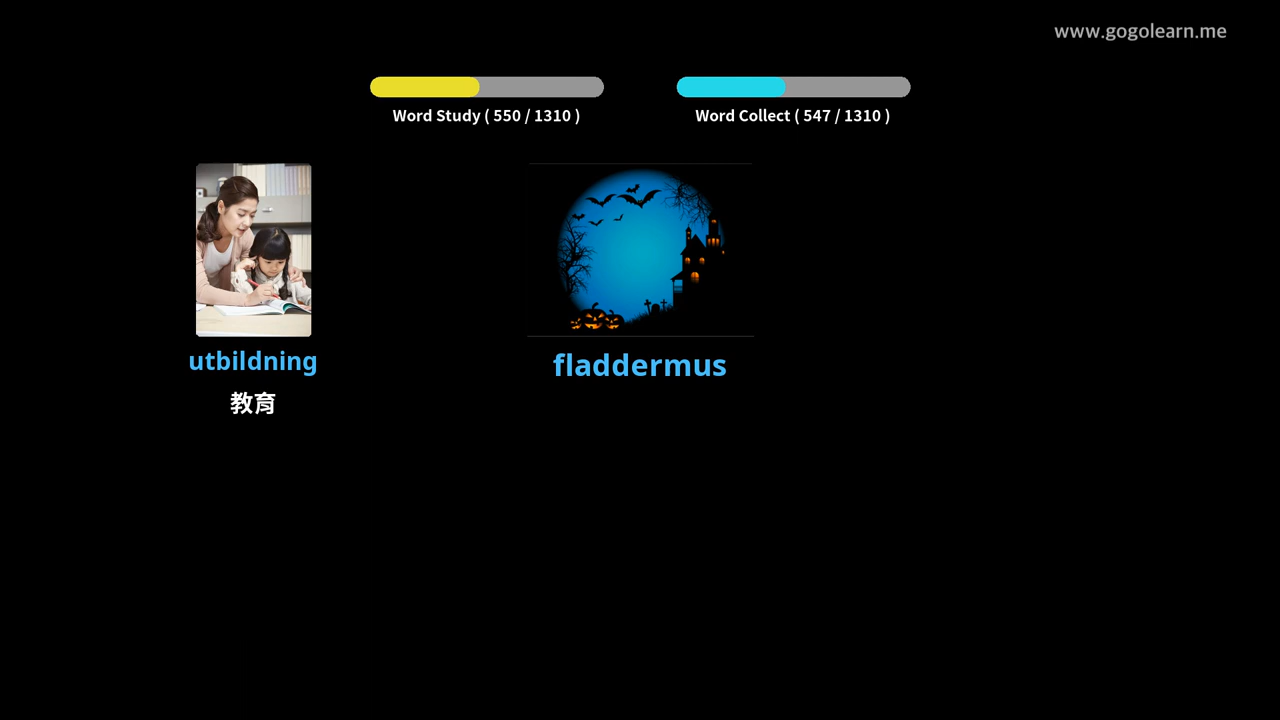 www.gogolearn.me
Word Study ( 550 / 1310 )
Word Collect ( 547 / 1310 )
utbildning
教育
fladdermus